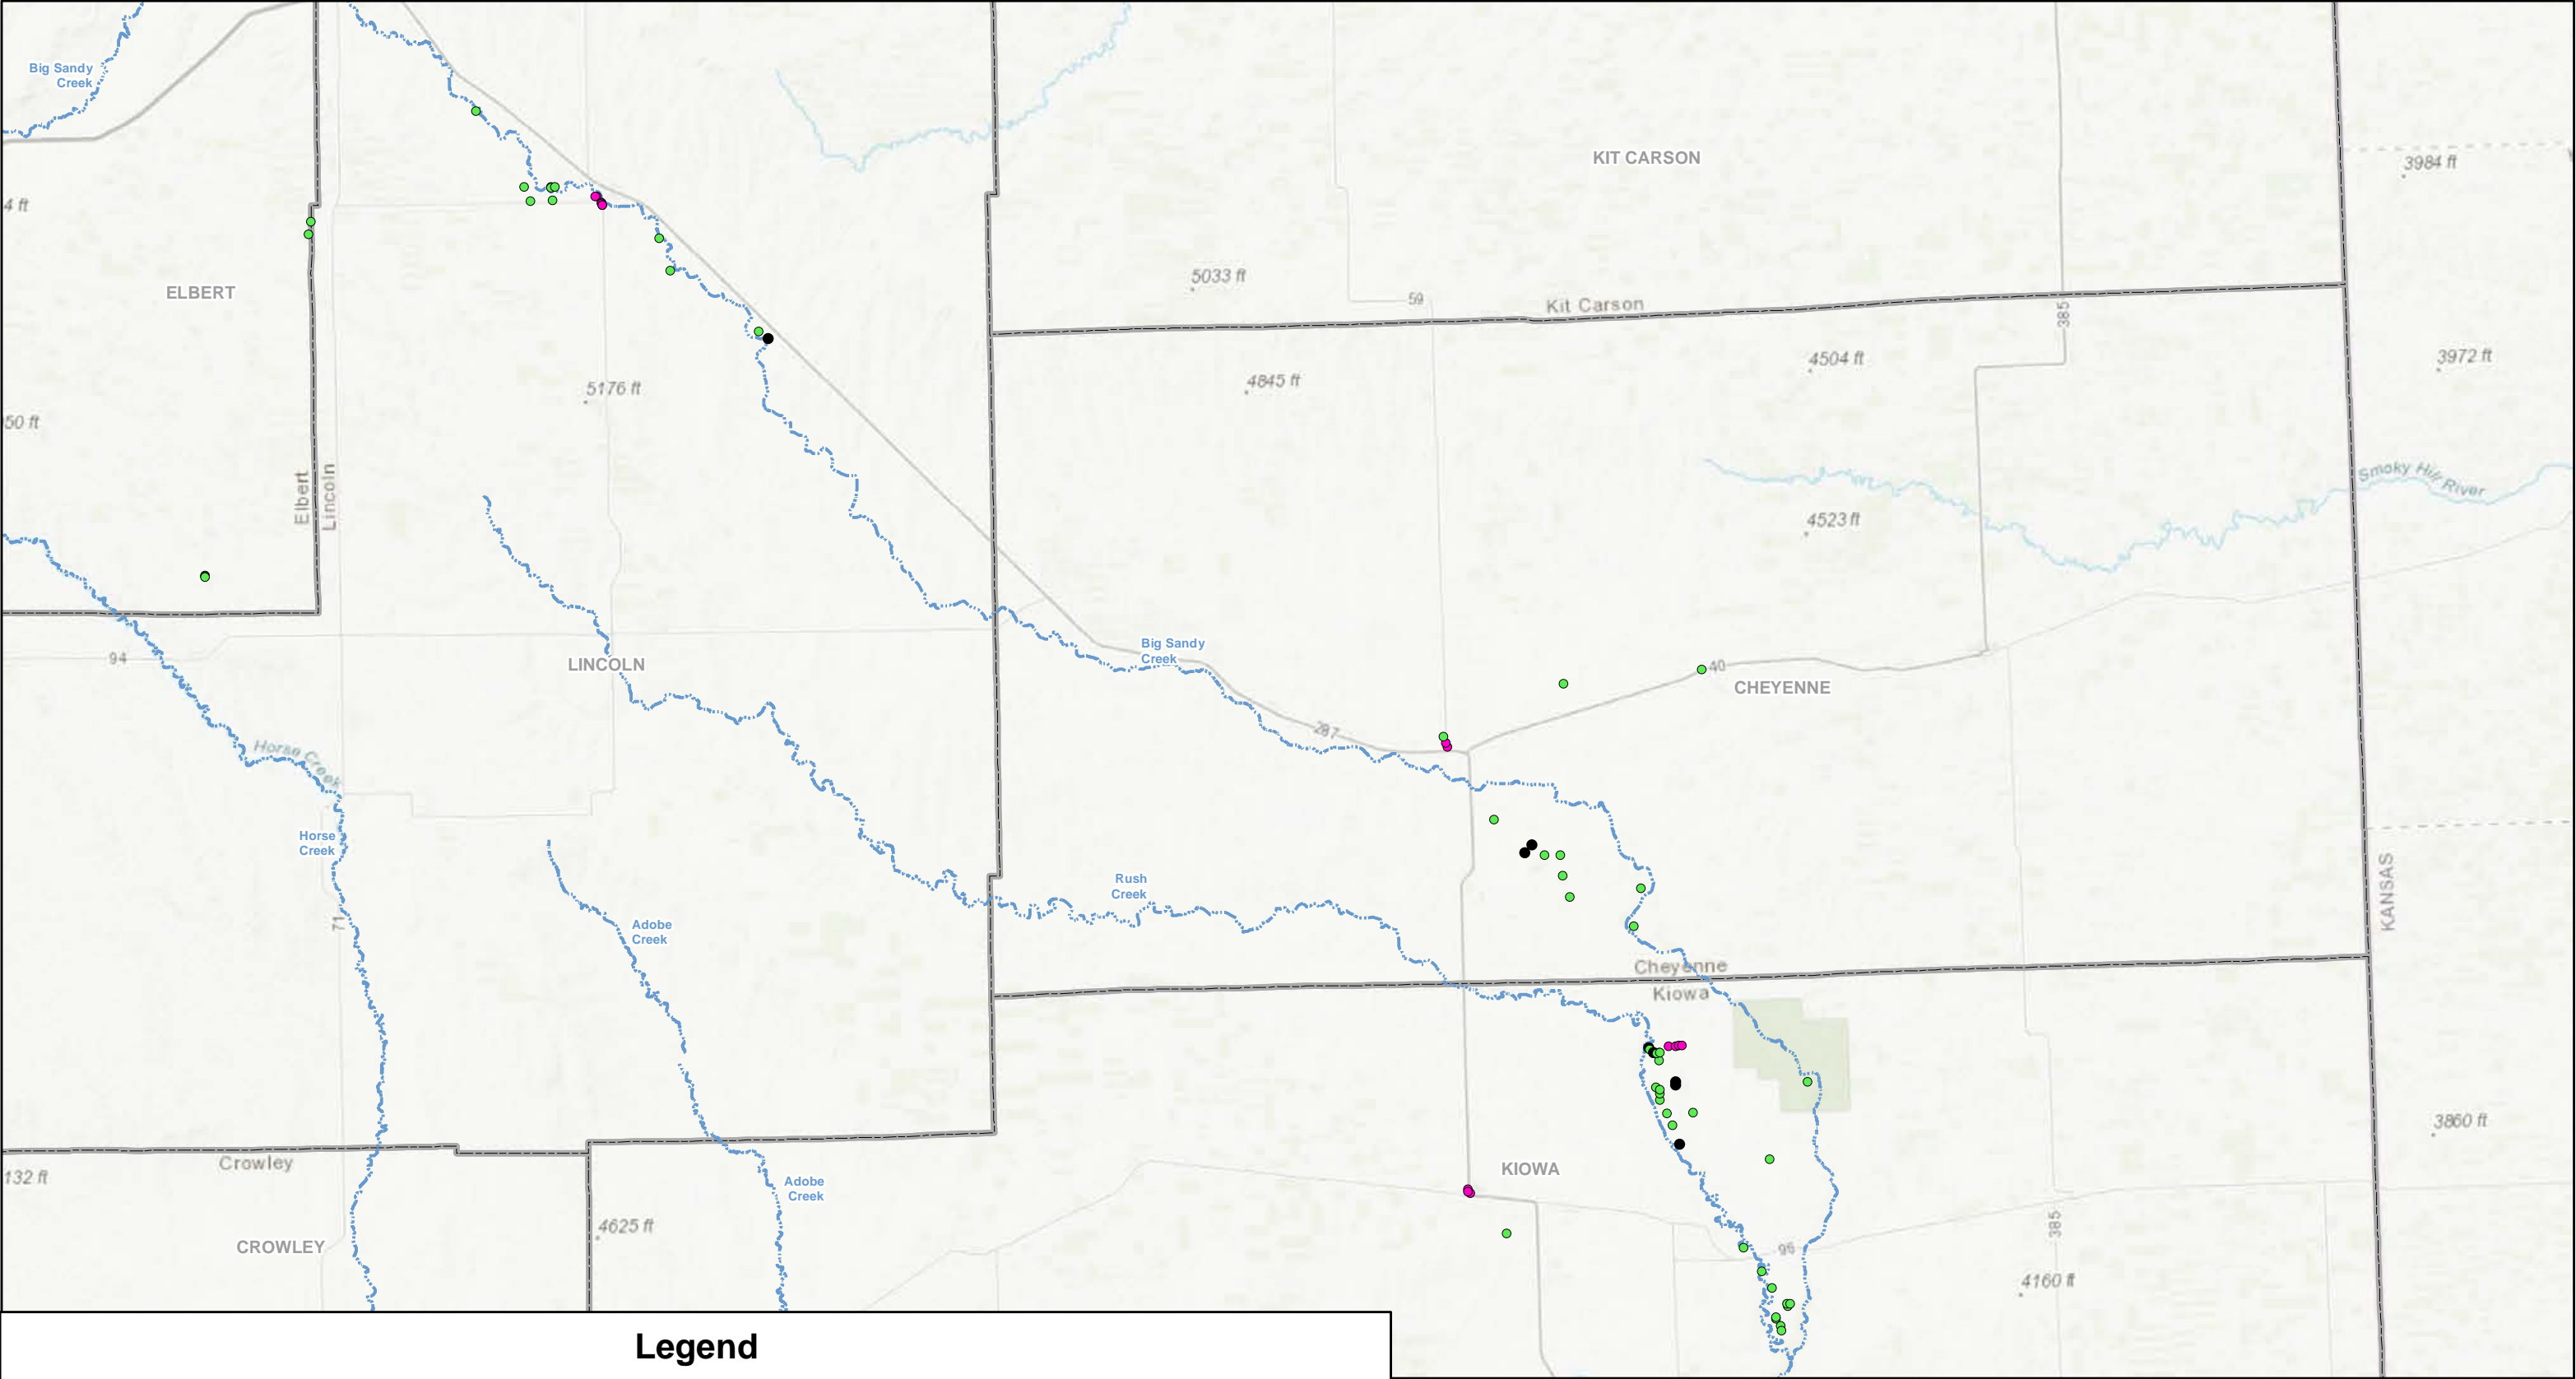 Big Sandy
Creek
KIT CARSON
3984 ft
4 ft
5033 ft
ELBERT
59
Kit Carson
385
4504 ft
3972 ft
4845 ft
5176 ft
50 ft
Elbert
Lincoln
Smoky Hill River
4523 ft
94
LINCOLN
Big Sandy
Creek
40
CHEYENNE
287
Horse Creek
Horse
Creek
KANSAS
Rush
Creek
71
Adobe
Creek
Cheyenne
Kiowa
3860 ft
Crowley
132 ft
KIOWA
Adobe
Creek
4625 ft
CROWLEY
385
96
4160 ft
Legend